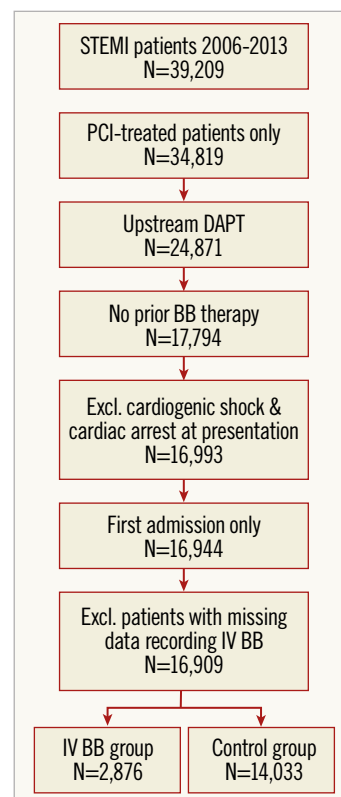 STEMI patients 2006-2013
N=39,209
PCI-treated patients only
N=34,819
Upstream DAPT
N=24,871
No prior BB therapy
N=17,794
Excl. cardiogenic shock &
cardiac arrest at presentation
N=16,993
First admission only
N=16,944
Excl. patients with missing
data recording IV BB
N=16,909
IV BB group
N=2,876
Control group
N=14,033